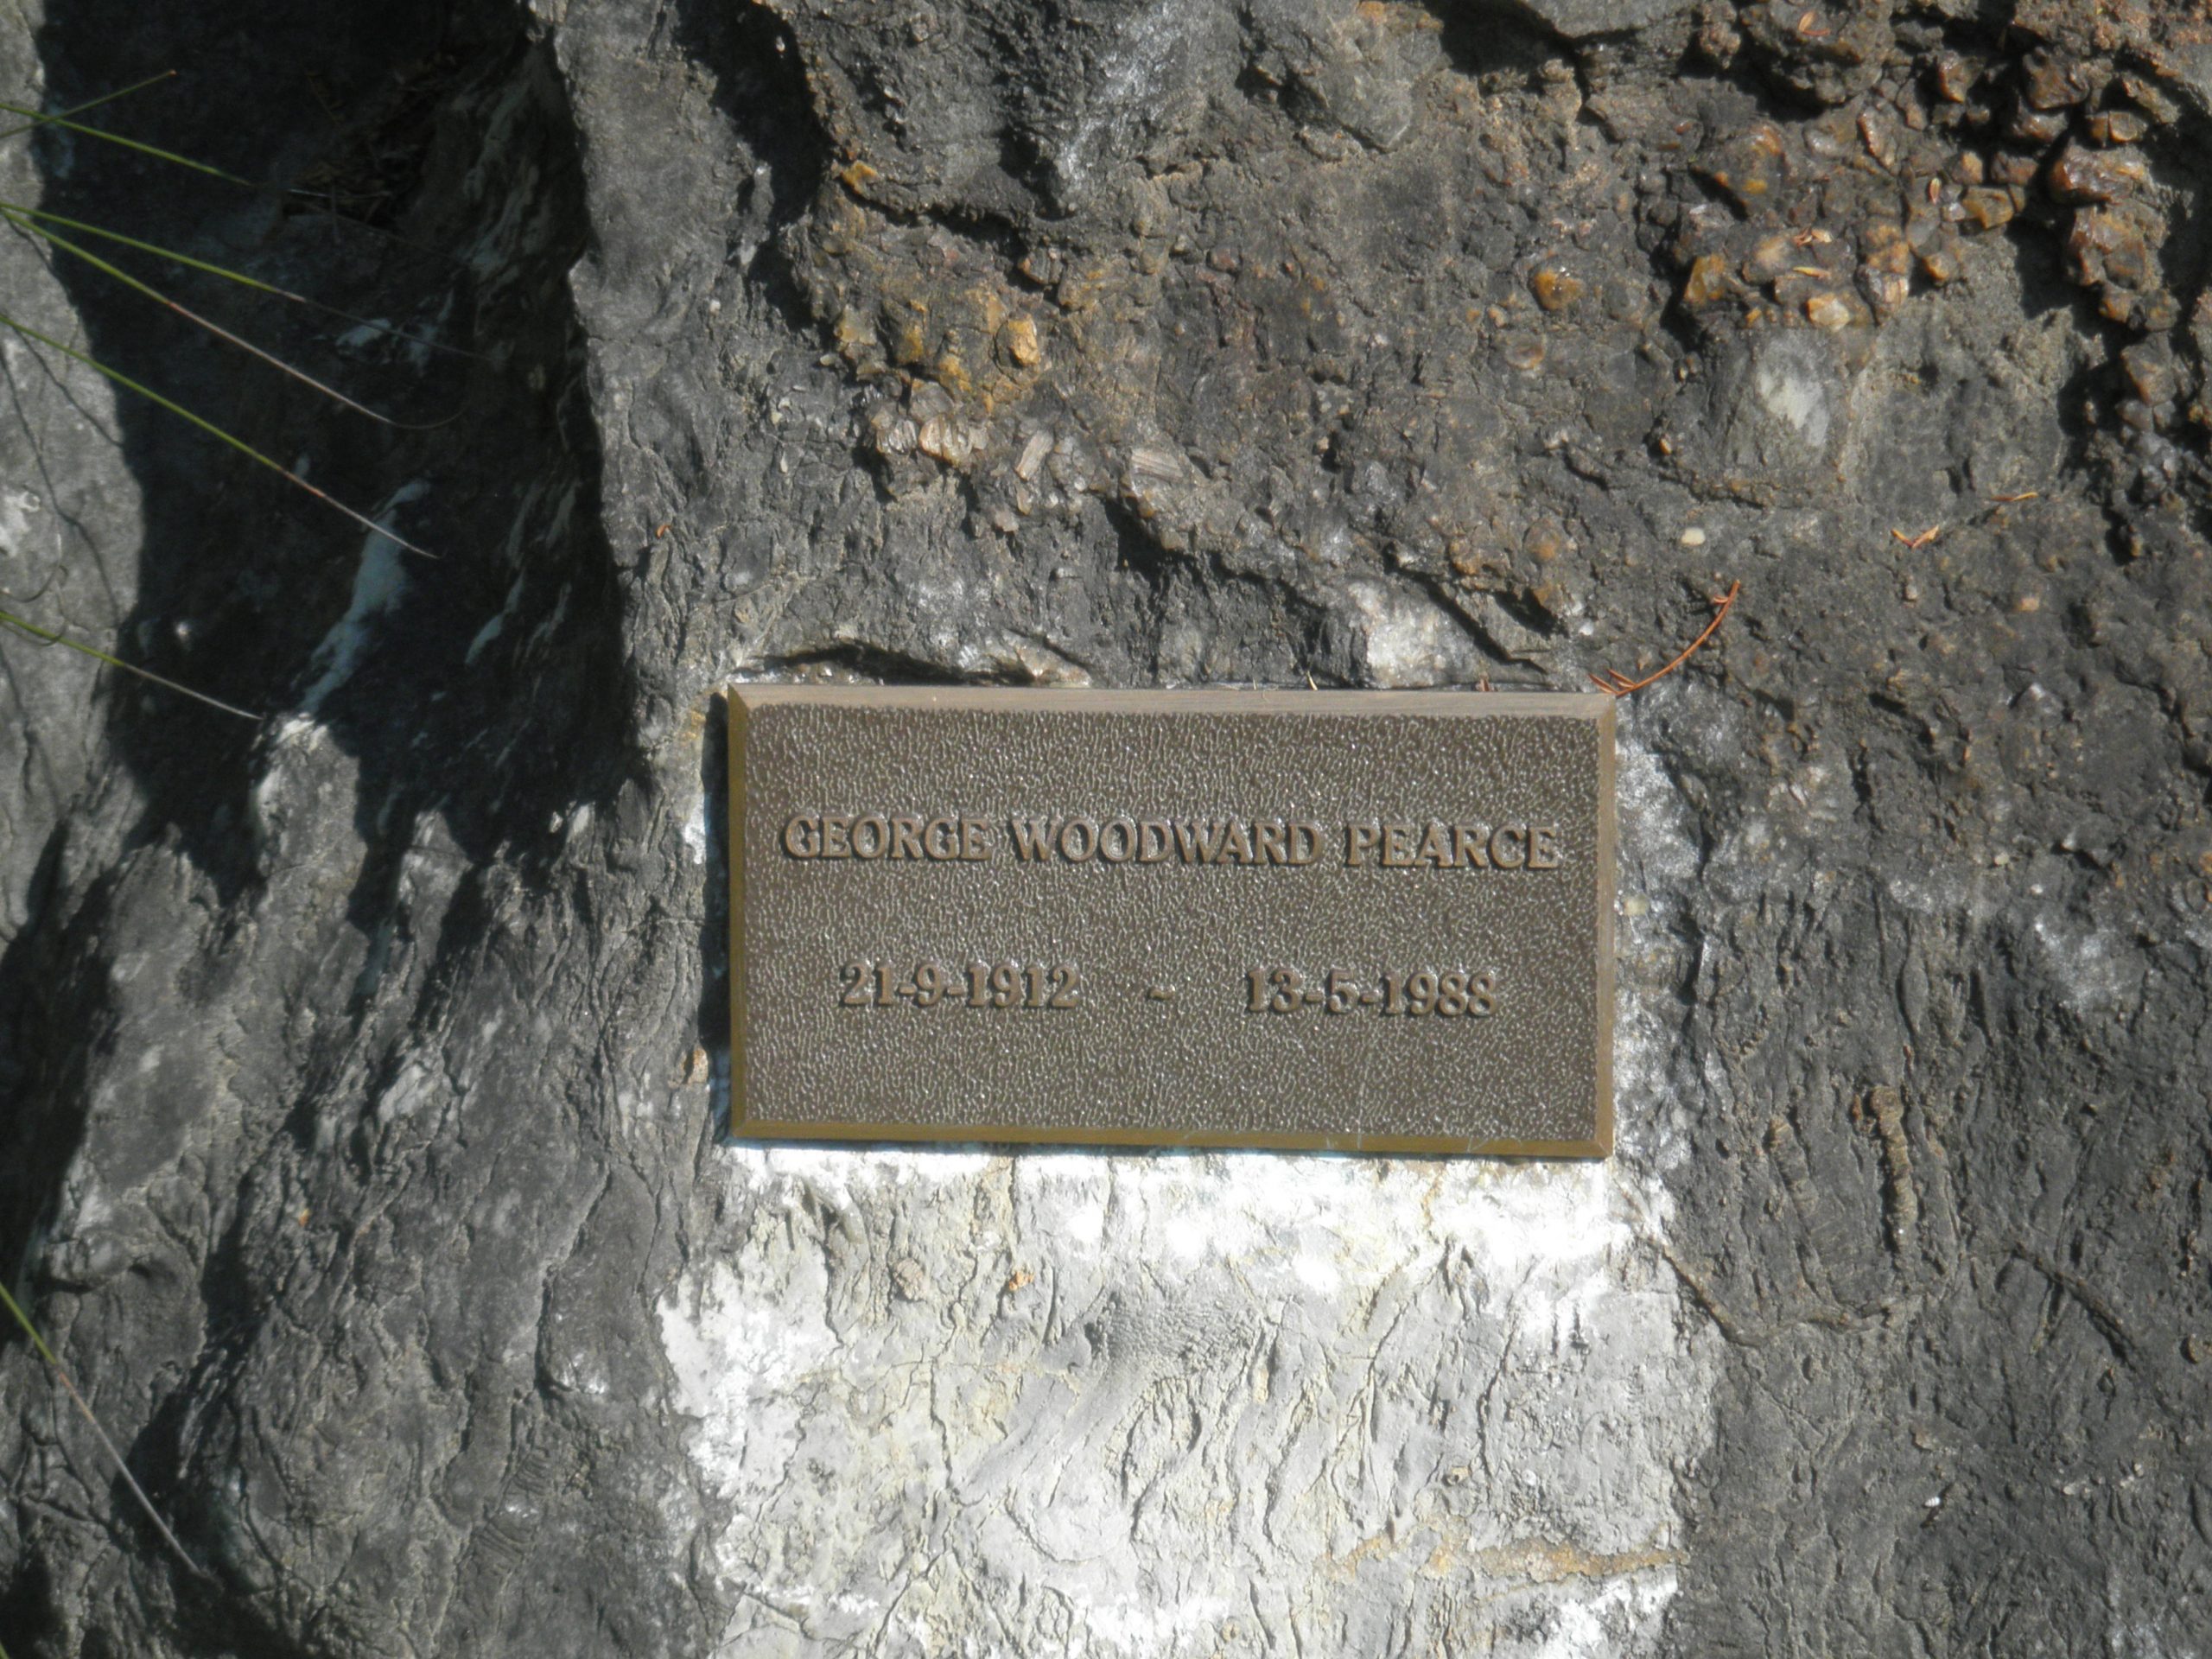 GEORGE WOODWARD PEARCE
21-9-1912 - 13-5-1988